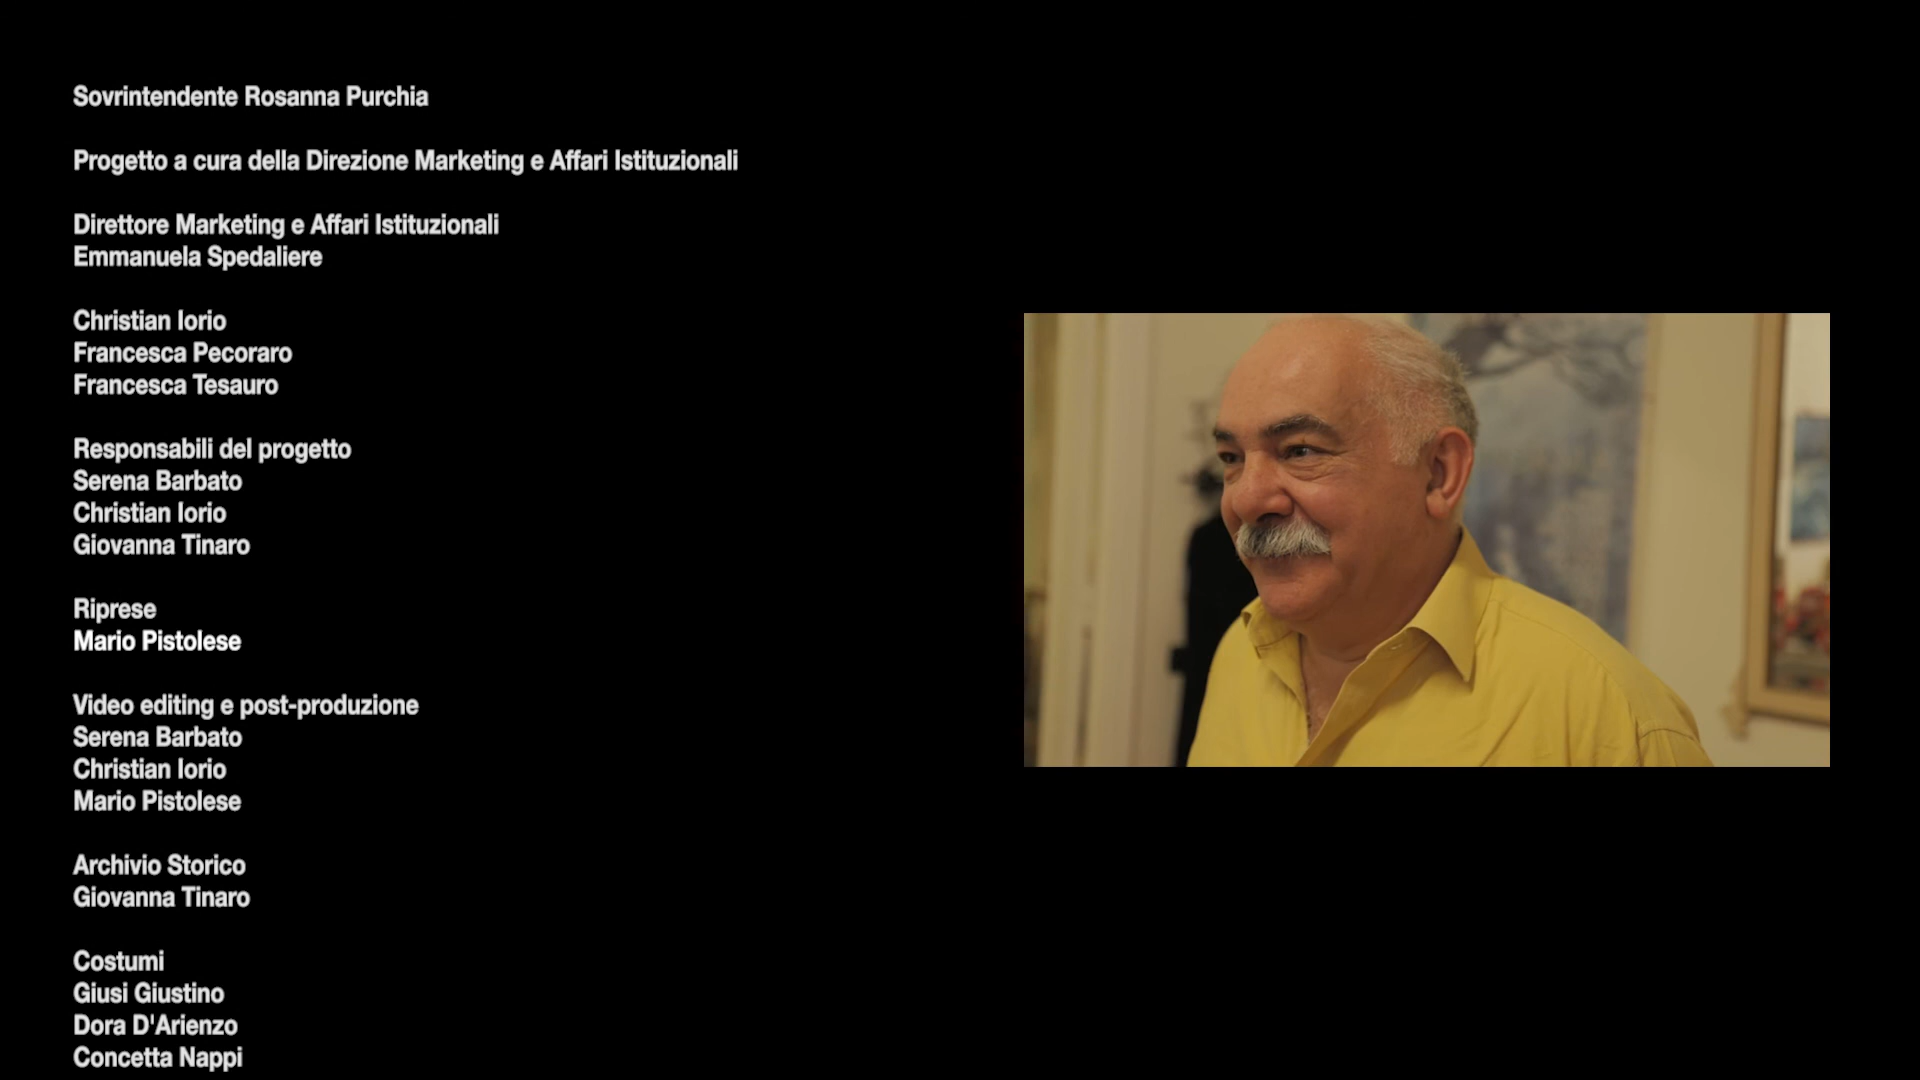 Sovrintendente Rosanna Purchia
Progetto a cura della Direzione Marketing e Affari Istituzionali
Direttore Marketing e Affari Istituzionali
Emmanuela Spedaliere
Christian Iorio
Francesca Pecoraro
Francesca Tesauro
Responsabili del progetto
Serena Barbato
Christian Iorio
Giovanna Tinaro
Riprese
Mario Pistolese
Video editing e post-produzione
Serena Barbato
Christian Iorio
Mario Pistolese
Archivio Storico
Giovanna Tinaro
Costumi
Giusi Giustino
Dora D'Arienzo
Concetta Nappi